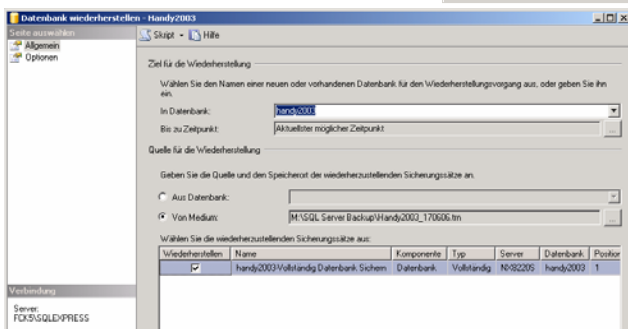 Datenbank wiederherstellen - Handy2003
Seite auswählen
Allgemein
Optionen
Skript
Hilfe
Ziel für die Wiederherstellung
Wählen Sie den Namen einer neuen oder vorhandenen Datenbank für den Wiederherstellungsvorgang aus, oder geben Sie ihn
ein.
In Datenbank: handy2003
Bis zu Zeitpunkt: Aktuellster möglicher Zeitpunkt ...
Quelle für die Wiederherstellung
Geben Sie die Quelle und den Speicherort der wiederherzustellenden Sicherungssätze an.
Aus Datenbank:
Von Medium: M:\SQL Server Backup\Handy2003_170606.trn ...
Wählen Sie die wiederherzustellenden Sicherungssätze aus:
Wiederherstellen Name Komponente Typ Server Datenbank Position
handy2003-Vollständig Datenbank Sichern Datenbank Vollständig NX8220S handy2003 1
Verbindung
Server:
FCK5\SQLEXPRESS